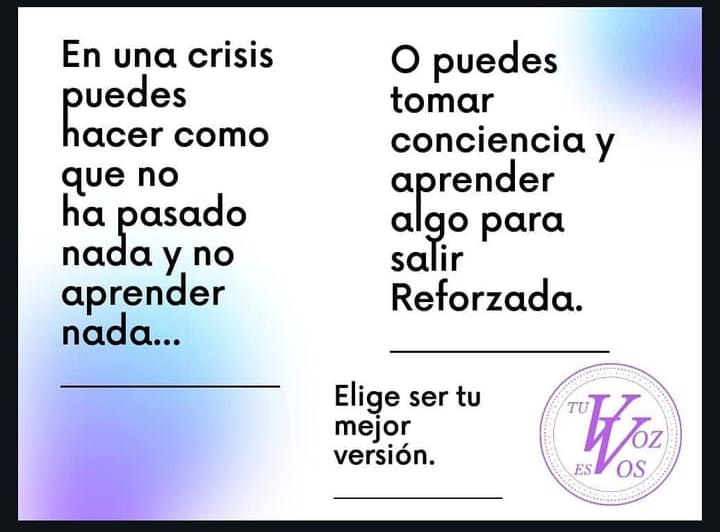 En una crisis
puedes
hacer como
que no
ha pasado
nada y no
aprender
nada...
O puedes
tomar
conciencia y
aprender
algo para
salir
Reforzada.
Elige ser tu
mejor
versión.
TU
VOZ
ES VOS